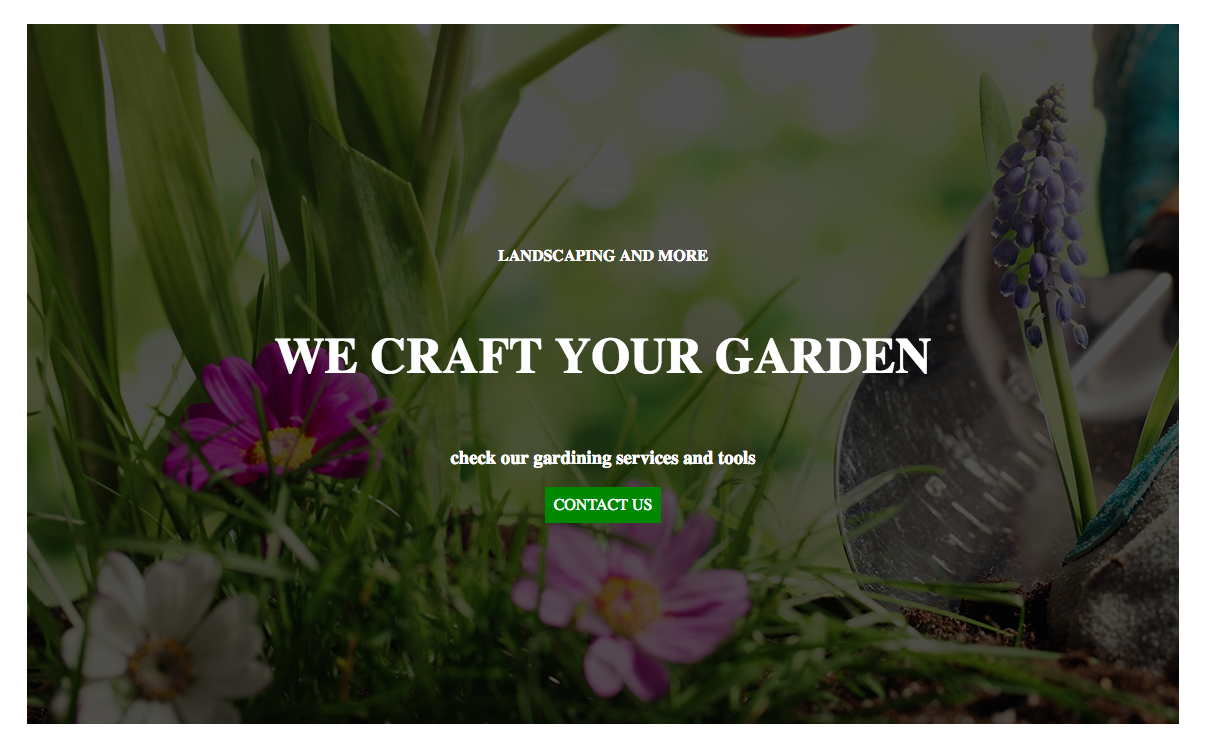 LANDSCAPING AND MORE
WE CRAFT YOUR GARDEN
check our gardining services and tools
CONTACT US